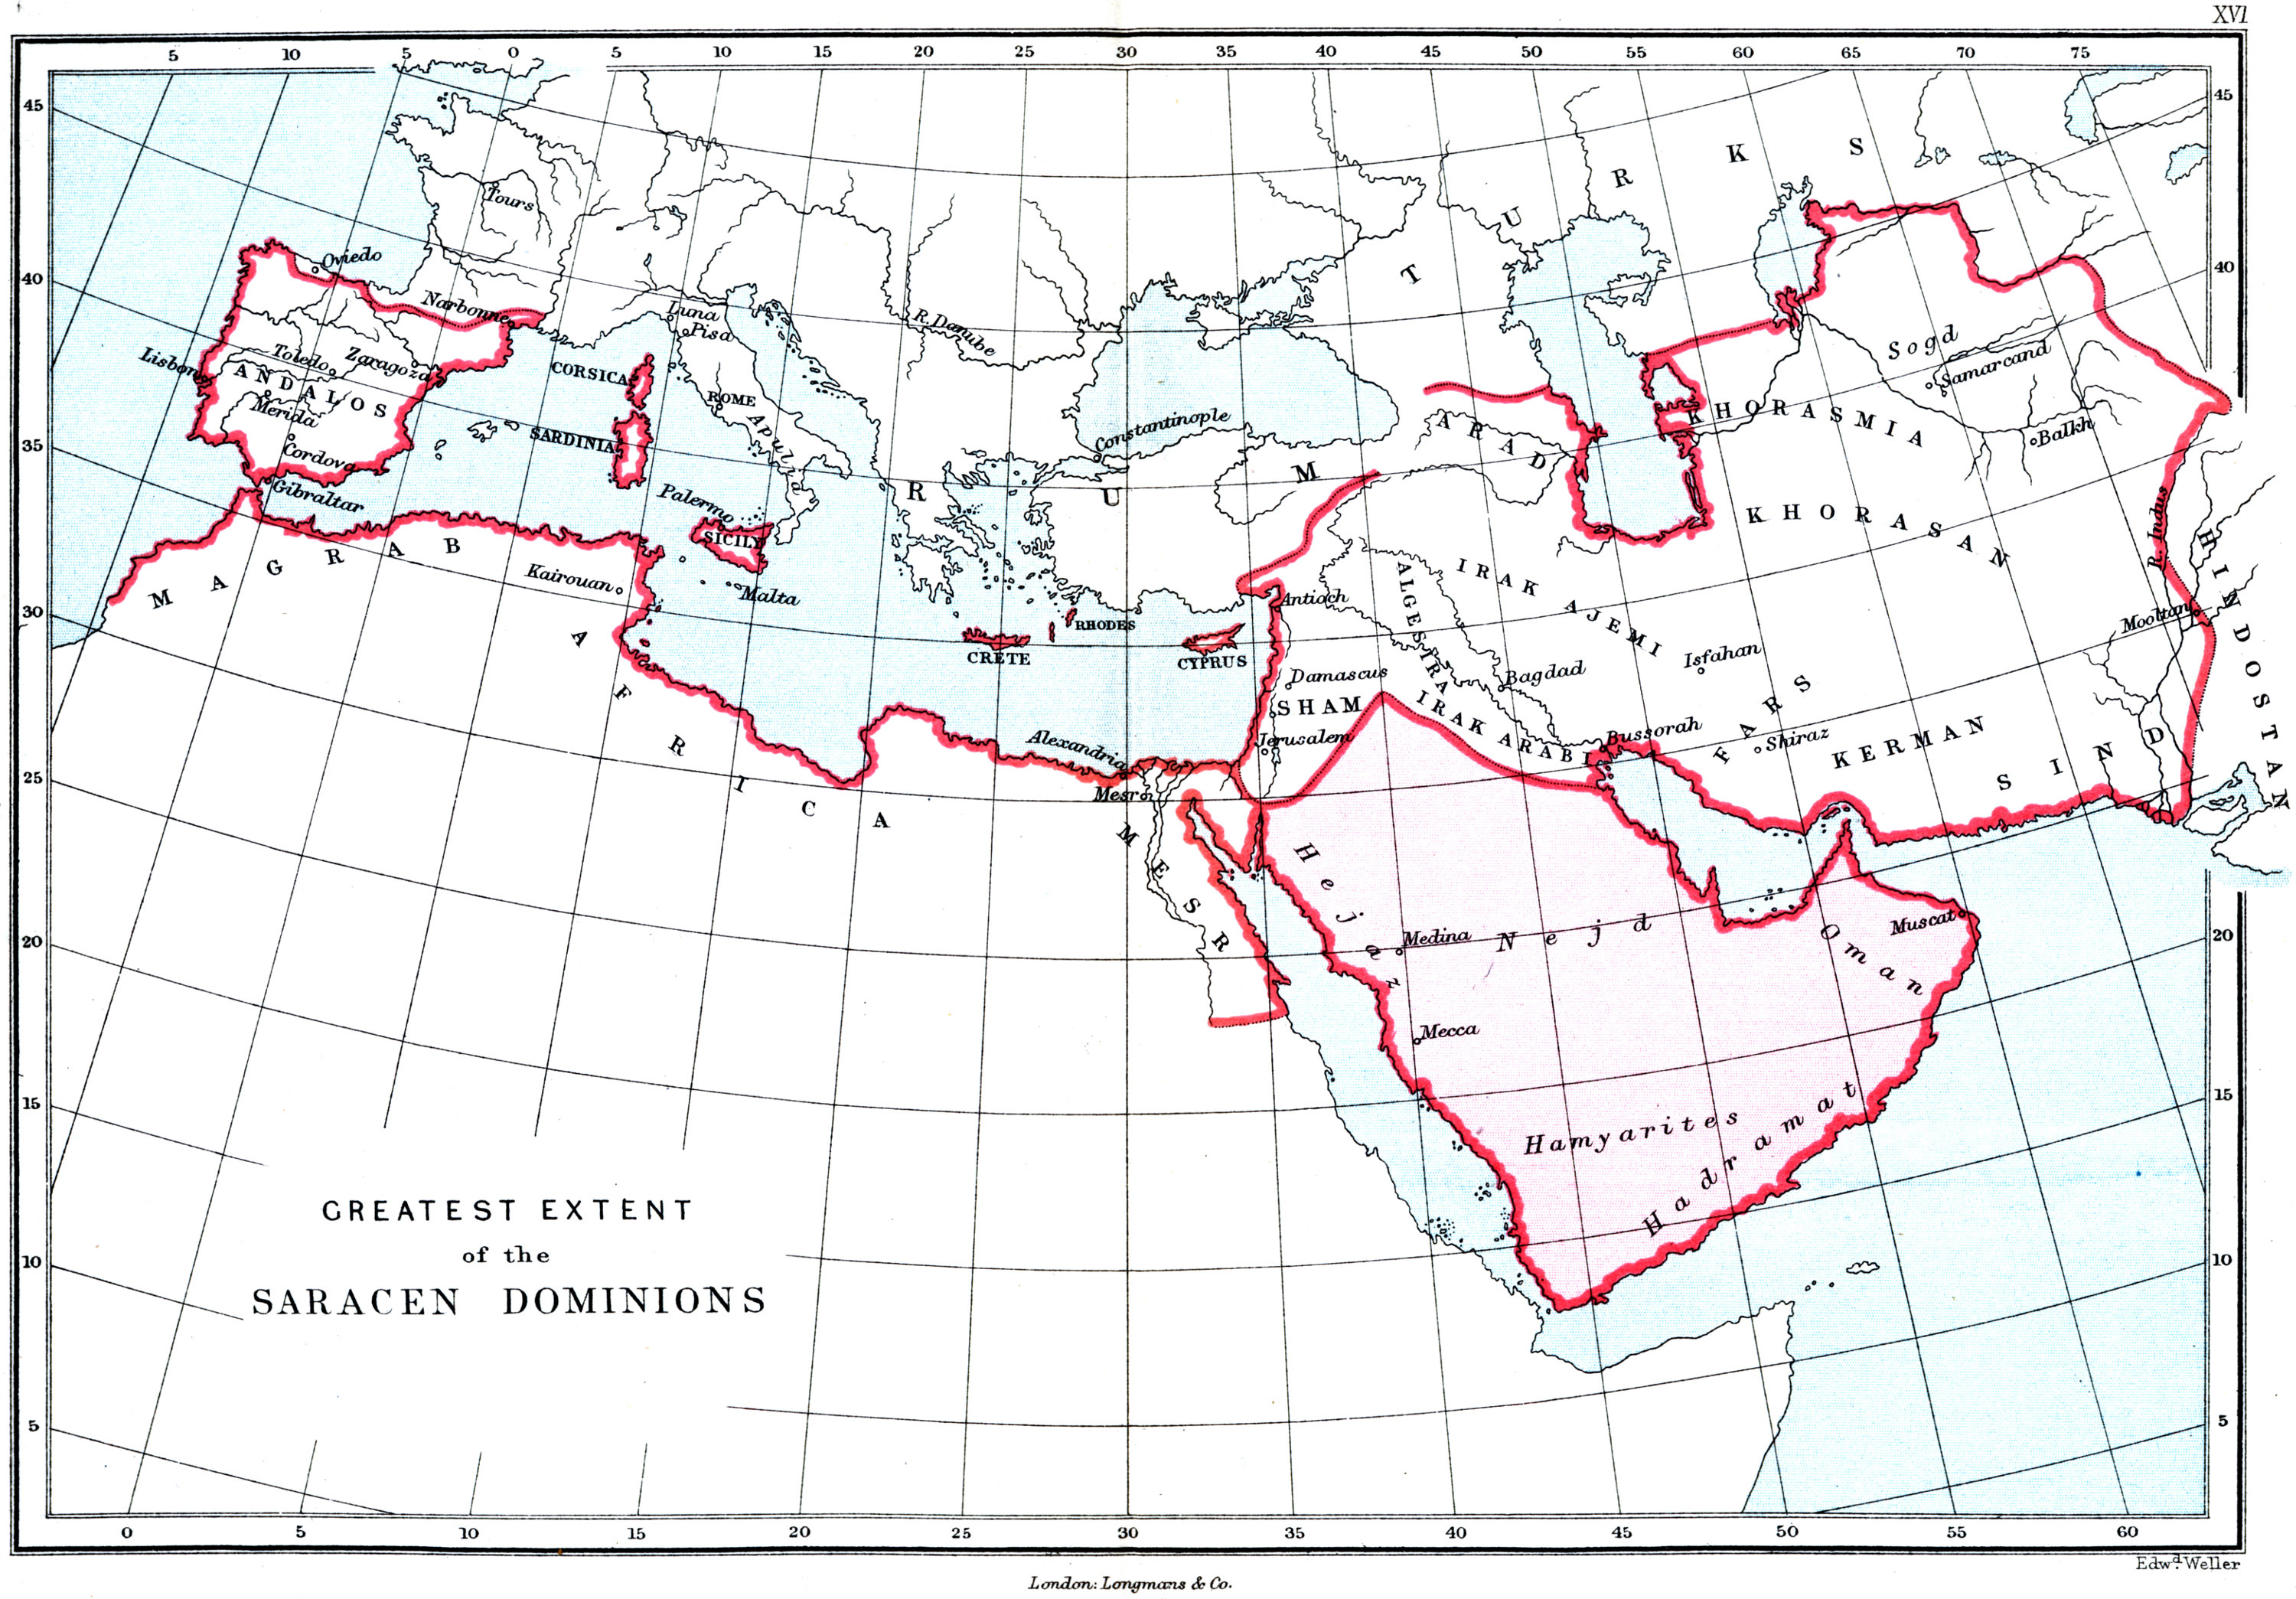 XVI
5 10 5 0 5 10 15 20 25 30 35 40 45 50 55 60 65 70 75
45 45
40 40
35
30
25
20 20
15 15
10 10
5 5
T U R K S
Tours
Oviedo
Narbonne
Luna
Pisa
R. Danube
Lisbon
Toledo
Zaragoza
ANDALOS
Merida
Cordova
Gibraltar
CORSICA
SARDINIA
ROME
Apulia
Constantinople
Palermo
SICILY
Malta
R U M
ARAD
Sogd
Samarcand
KHORASMIA
Balkh
KHORASAN
R. Indus
HINDOSTAN
Mooltan
MAGRAB
Kairouan
AFRICA
RHODES
CRETE
CYPRUS
Antioch
ALGESIRA
IRAK AJEMI
Isfahan
Bagdad
Damascus
SHAM
Jerusalem
IRAK ARABI
Bussorah
FARS
Shiraz
KERMAN
SIND
Alexandria
Mesr
MESR
Hejaz
Medina
Nejd
Muscat
Oman
Mecca
Hamyarites
Hadramat
GREATEST EXTENT
of the
SARACEN DOMINIONS
0 5 10 15 20 25 30 35 40 45 50 55 60
Edwd. Weller
London: Longmans & Co.